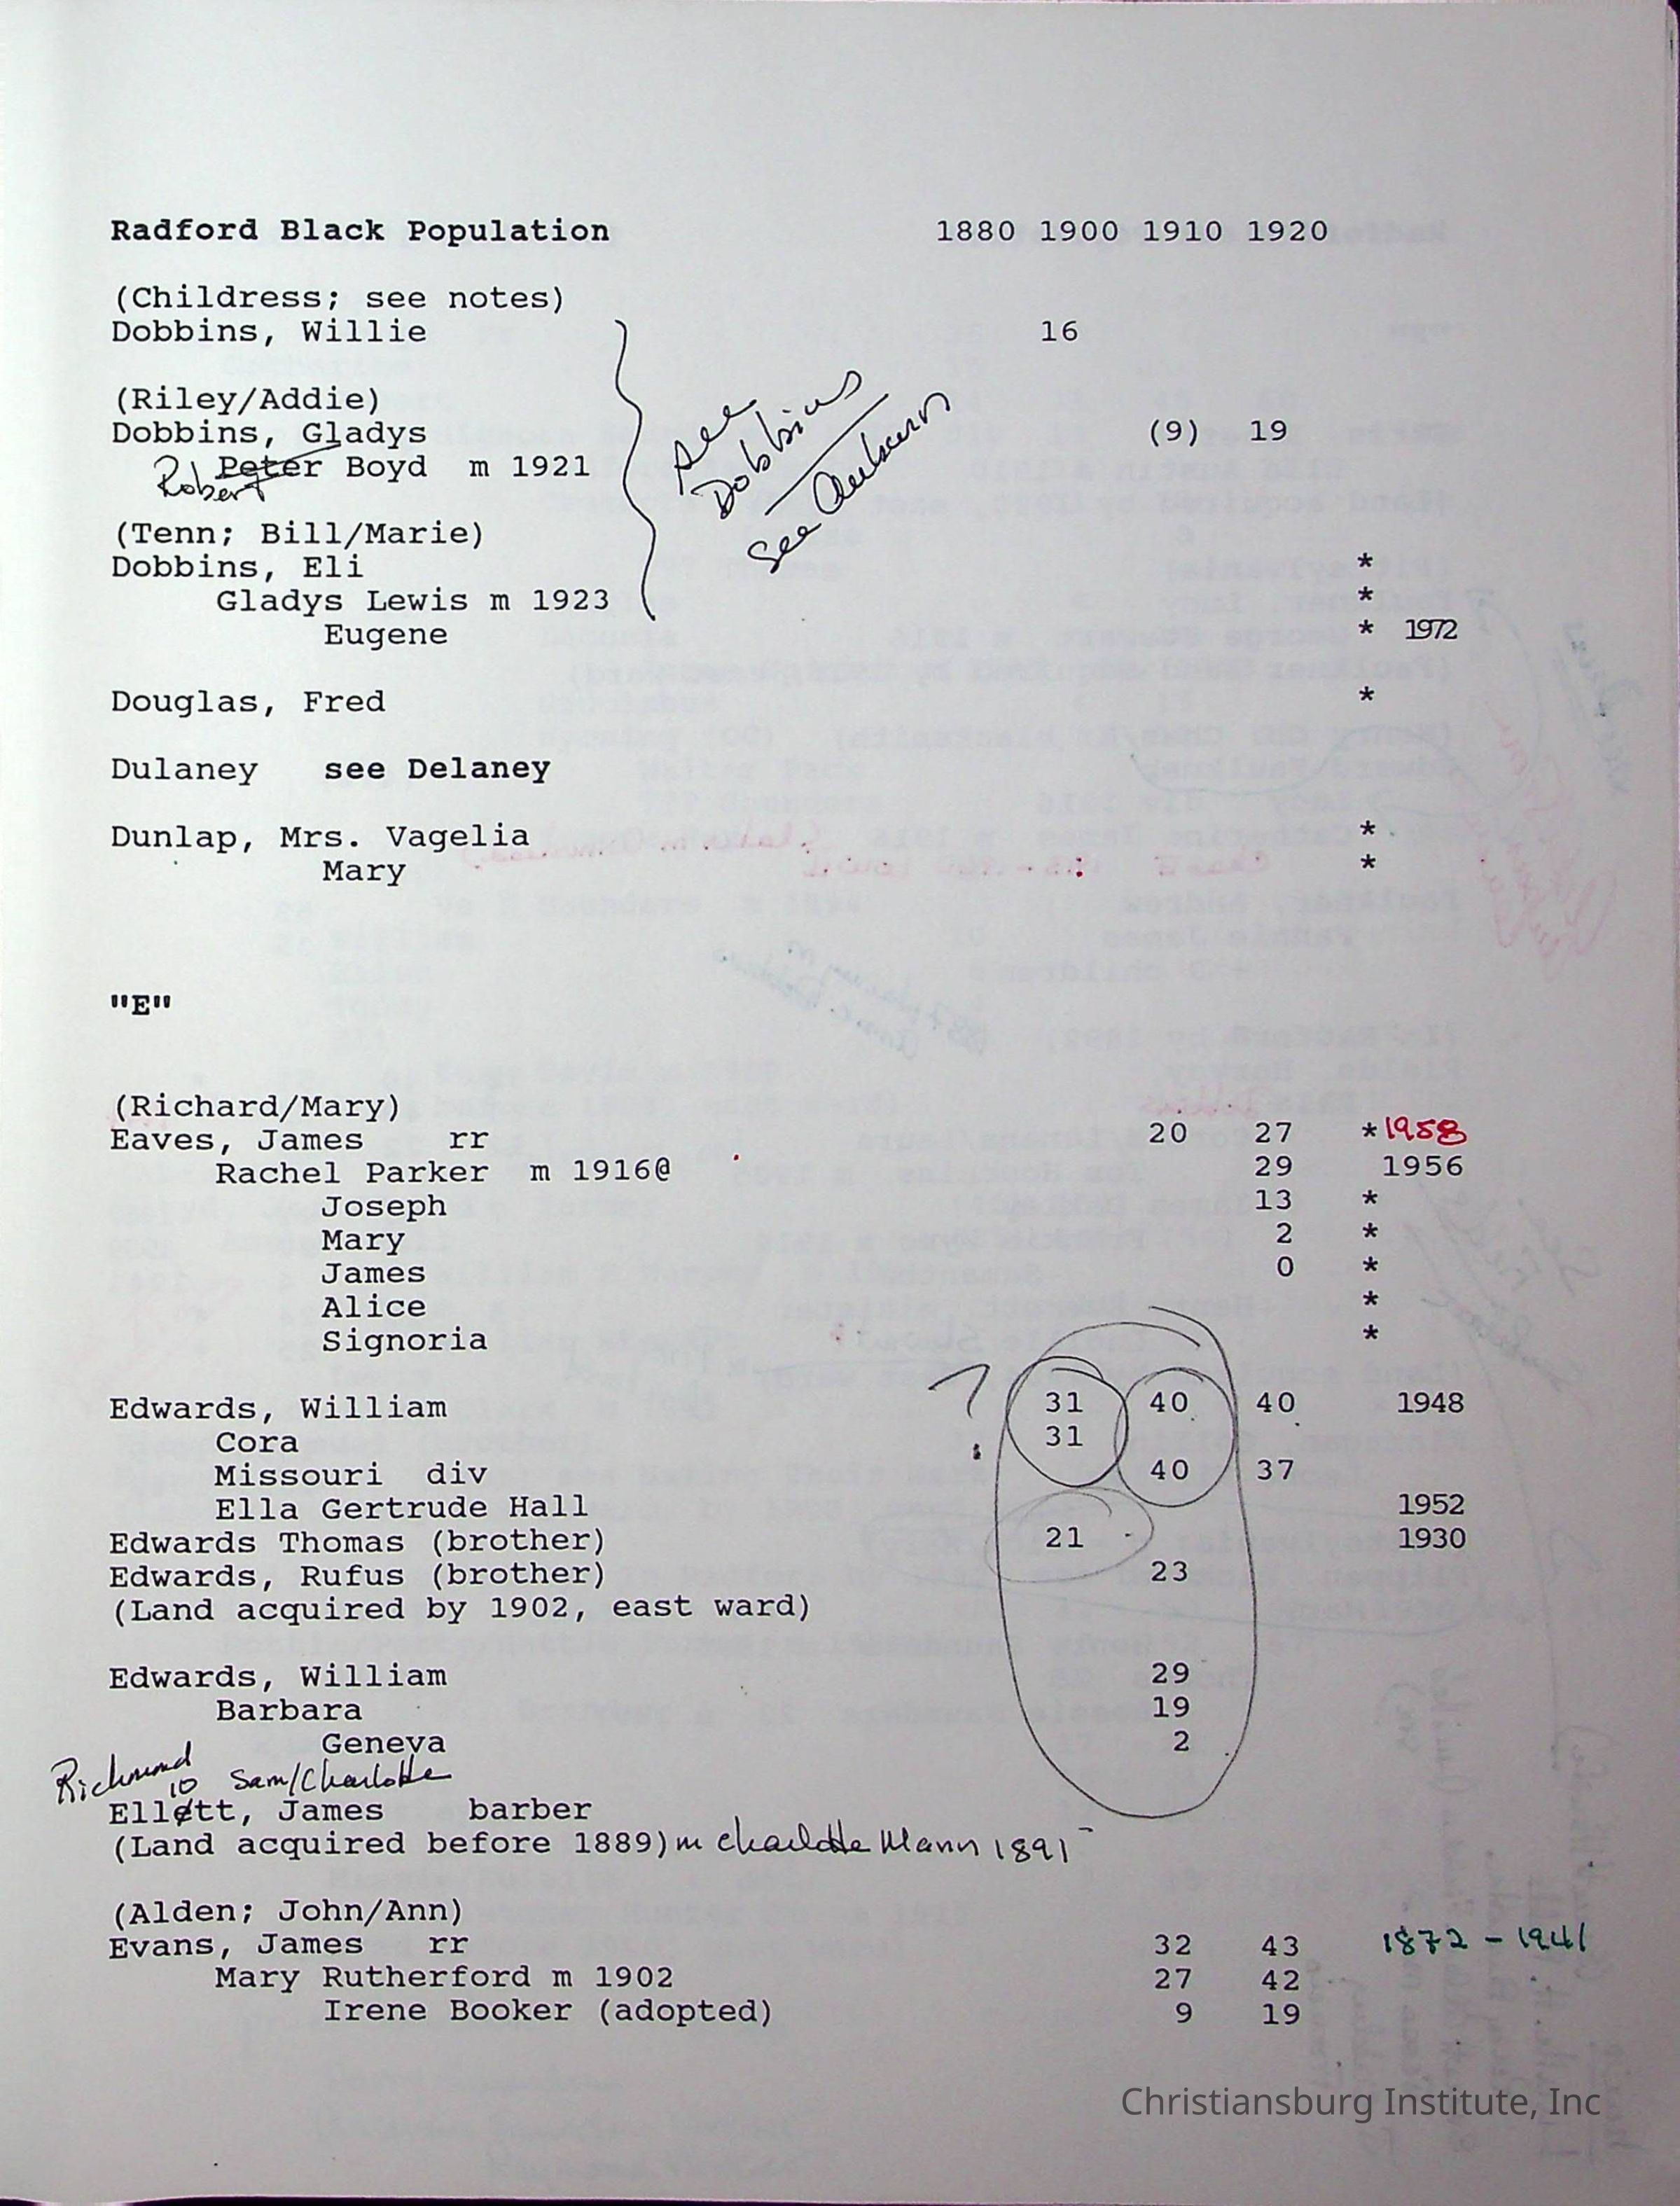 Radford Black Population 1880 1900 1910 1920
(Childress; see notes)
Dobbins, Willie 16
(Riley/Addie)
Dobbins, Gladys (9) 19
Peter Boyd m 1921
Robert
see
Dobbins
see Auburn
(Tenn; Bill/Marie)
Dobbins, Eli *
Gladys Lewis m 1923 *
Eugene * 1972
Douglas, Fred *
Dulaney see Delaney
Dunlap, Mrs. Vagelia *
Mary *
"E"
(Richard/Mary)
Eaves, James rr 20 27 * 1958
Rachel Parker m 1916@ 29 1956
Joseph 13 *
Mary 2 *
James 0 *
Alice *
Signoria *
?
Edwards, William 31 40 40 1948
Cora 31
Missouri div 40 37
Ella Gertrude Hall 1952
Edwards Thomas (brother) 21 1930
Edwards, Rufus (brother) 23
(Land acquired by 1902, east ward)
Edwards, William 29
Barbara 19
Geneva 2
Richmond 10 Sam/Charlotte
Ellett, James barber
(Land acquired before 1889) m Charlotte Mann 1891
(Alden; John/Ann)
Evans, James rr 32 43 1872 - 1941
Mary Rutherford m 1902 27 42
Irene Booker (adopted) 9 19
Christiansburg Institute, Inc